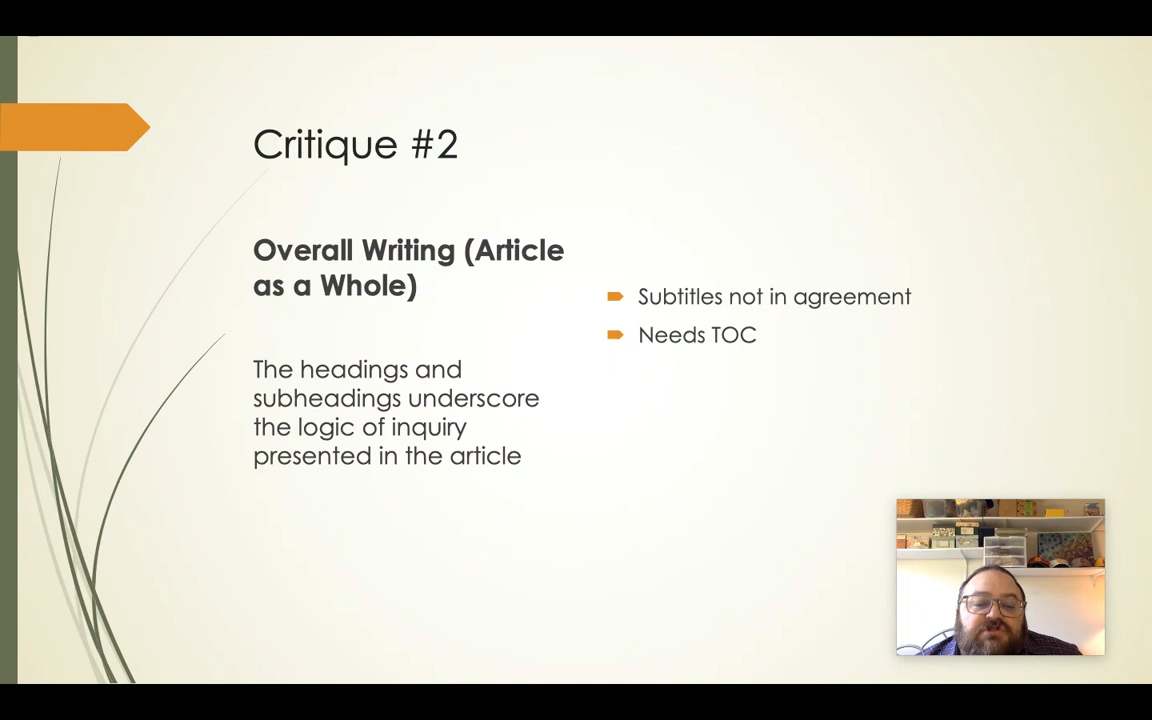 Critique #2
Overall Writing (Article
as a Whole)
The headings and
subheadings underscore
the logic of inquiry
presented in the article
Subtitles not in agreement
Needs TOC